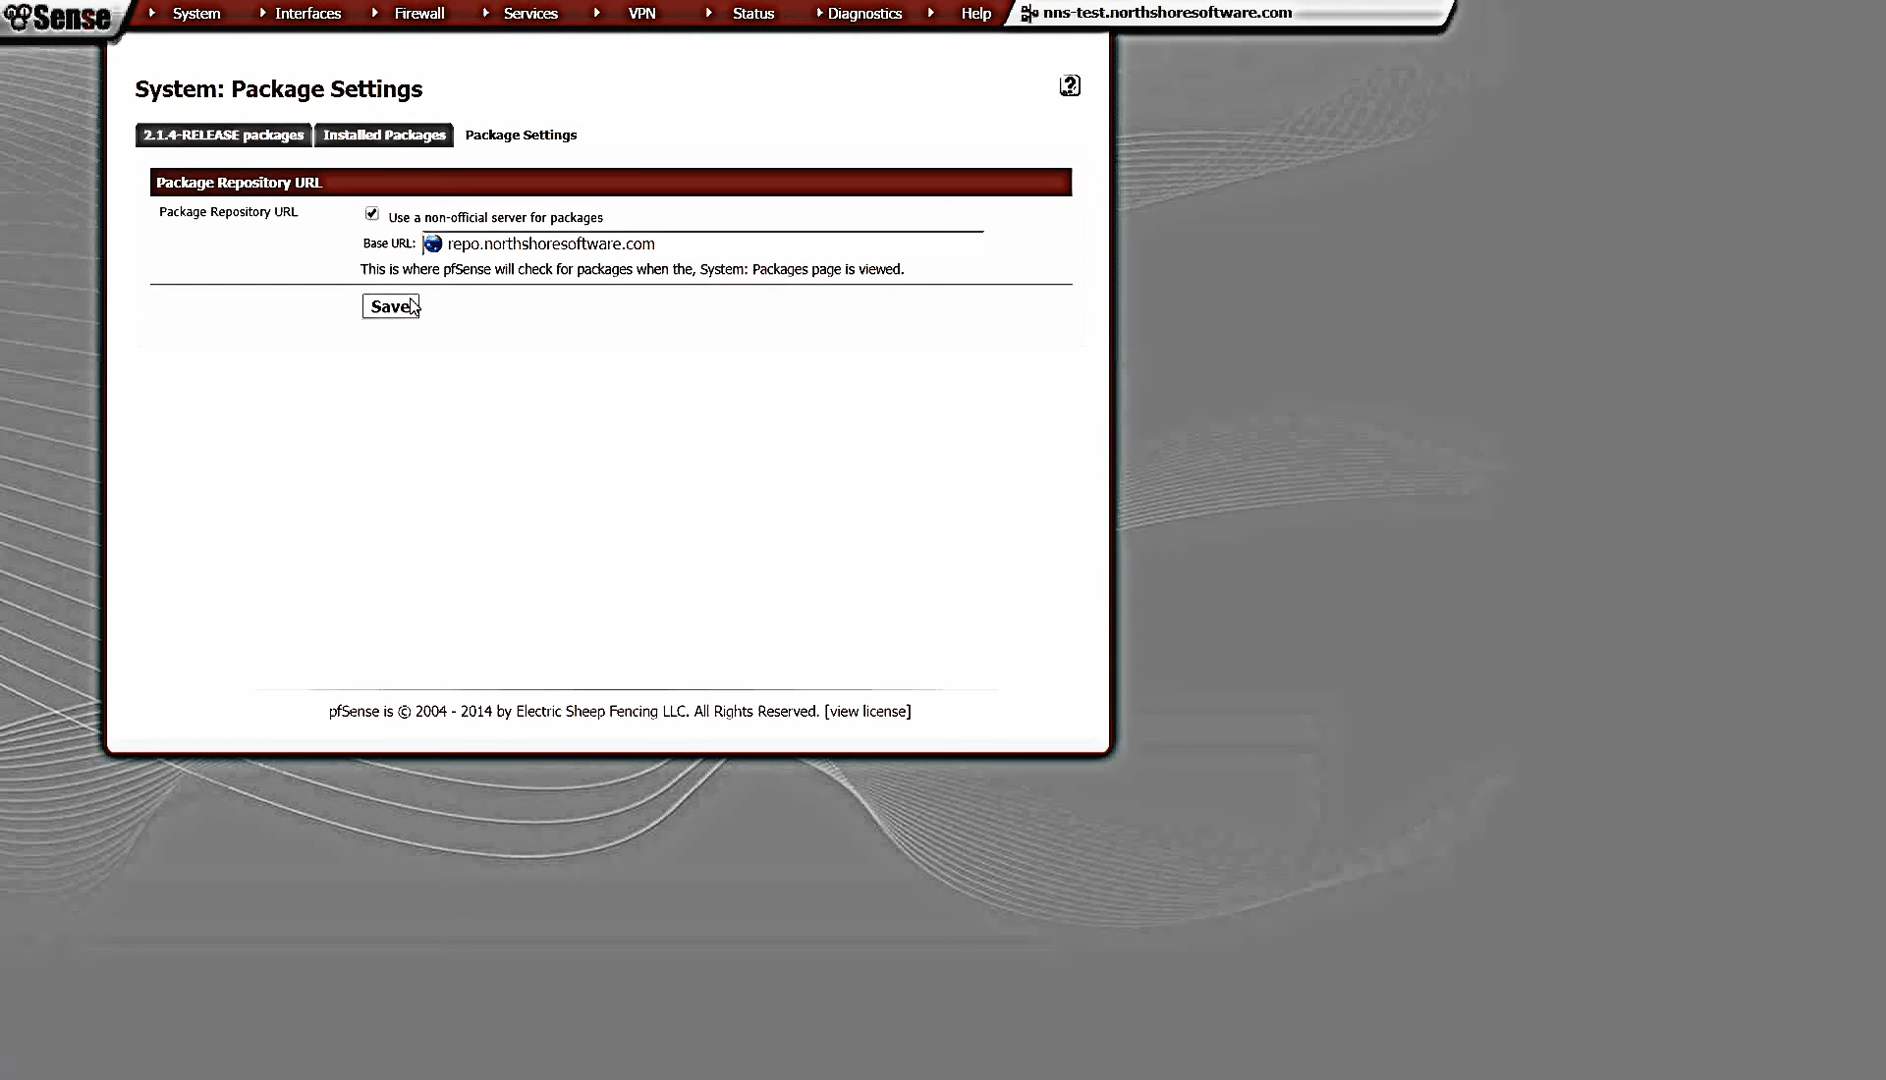 Sense System Interfaces Firewall Services VPN Status Diagnostics Help nns-test.northshoresoftware.com
System: Package Settings ?
2.1.4-RELEASE packages Installed Packages Package Settings
Package Repository URL
Package Repository URL Use a non-official server for packages
Base URL: repo.northshoresoftware.com
This is where pfSense will check for packages when the, System: Packages page is viewed.
Save
pfSense is © 2004 - 2014 by Electric Sheep Fencing LLC. All Rights Reserved. [view license]